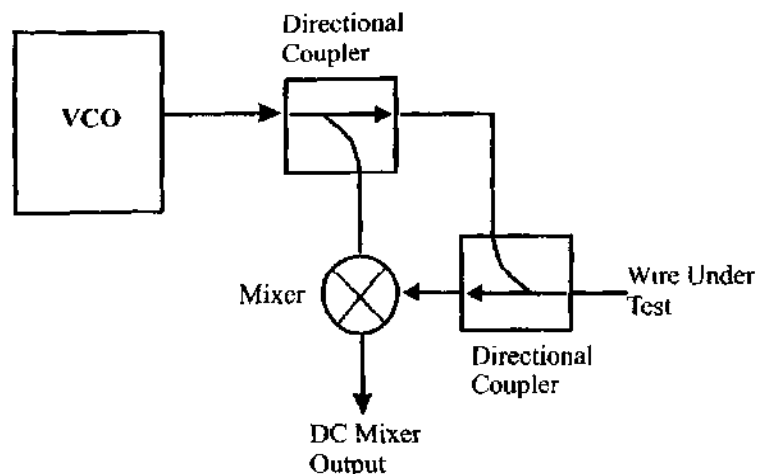 Directional
Coupler
VCO
Mixer
Wire Under
Test
Directional
Coupler
DC Mixer
Output